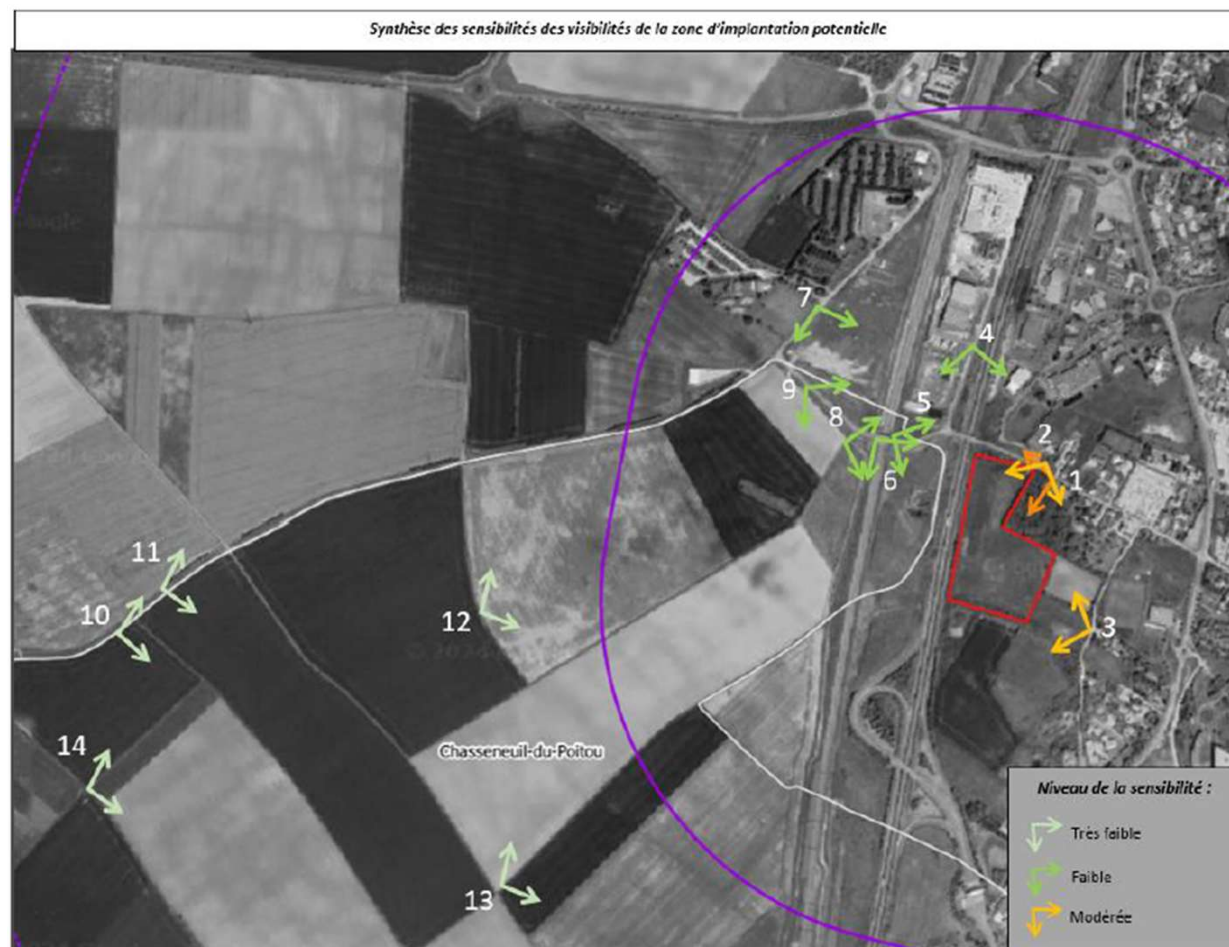 Synthèse des sensibilités des visibilités de la zone d'implantation potentielle
7
4
9
8
5
2
6
1
11
10
12
3
14
Chasseneuil-du-Poitou
13
Niveau de la sensibilité :
Très faible
Faible
Modérée